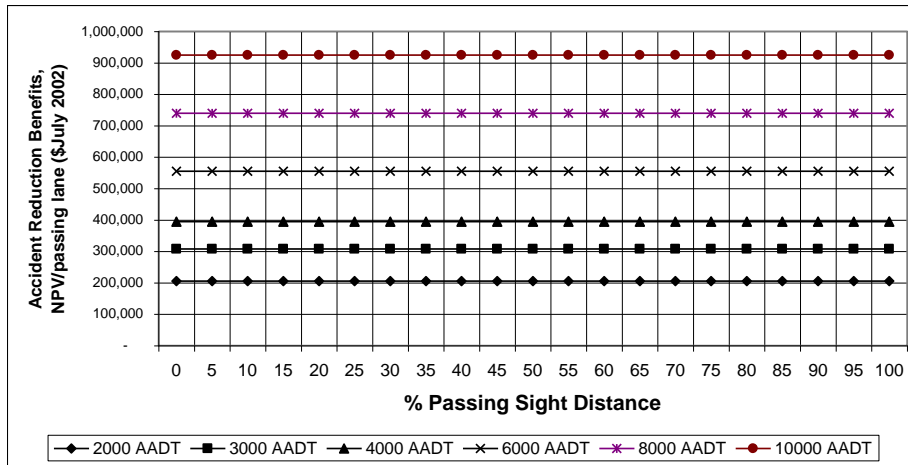 Accident Reduction Benefits,
NPV/passing lane ($July 2002)
1,000,000
900,000
800,000
700,000
600,000
500,000
400,000
300,000
200,000
100,000
-
0 5 10 15 20 25 30 35 40 45 50 55 60 65 70 75 80 85 90 95 100
% Passing Sight Distance
2000 AADT 3000 AADT 4000 AADT 6000 AADT 8000 AADT 10000 AADT